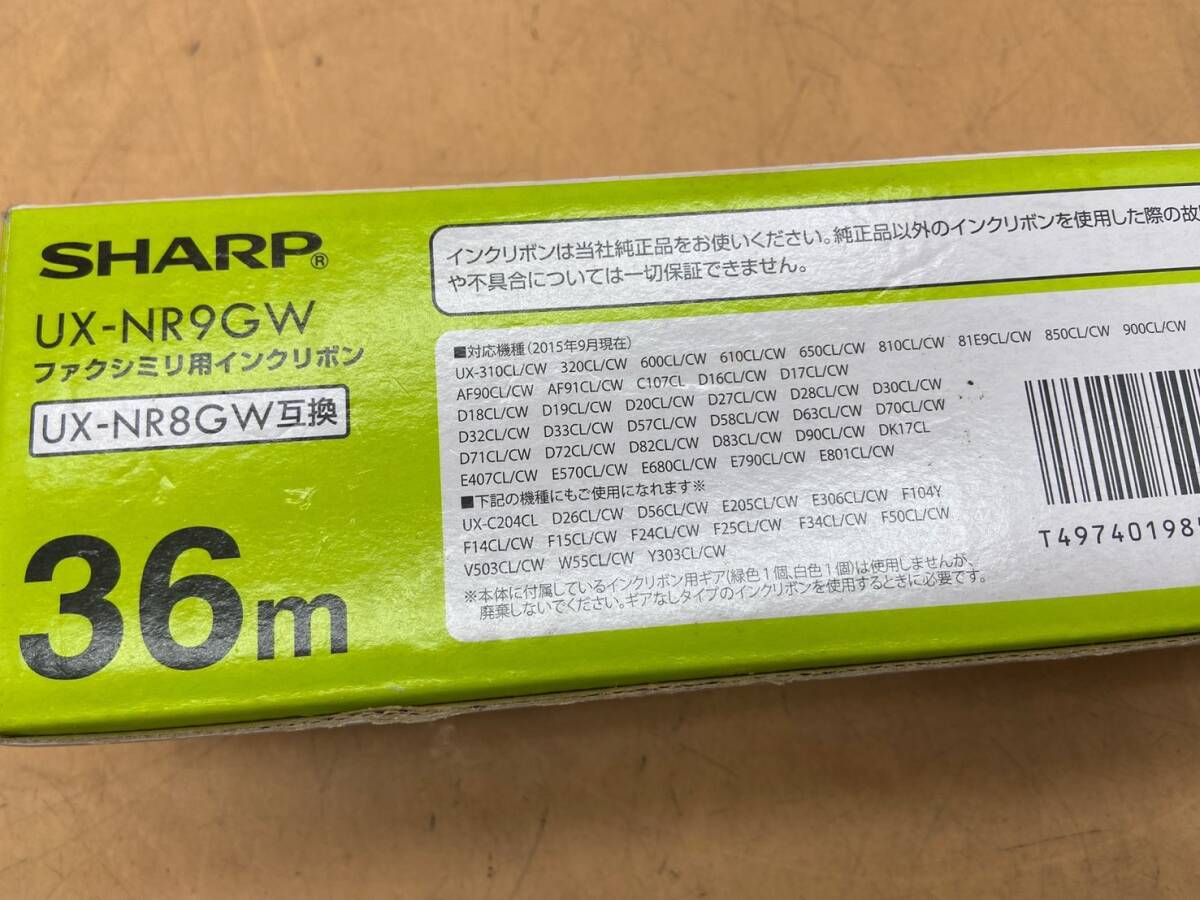 SHARP®
UX-NR9GW
ファクシミリ用インクリボン
UX-NR8GW互換
36m
インクリボンは当社純正品をお使いください。純正品以外のインクリボンを使用した際の故
や不具合については一切保証できません。
■対応機種(2015年9月現在)
UX-310CL/CW 320CL/CW 600CL/CW 610CL/CW 650CL/CW 810CL/CW 81E9CL/CW 850CL/CW 900CL/CW
AF90CL/CW AF91CL/CW C107CL D16CL/CW D17CL/CW
D18CL/CW D19CL/CW D20CL/CW D27CL/CW D28CL/CW D30CL/CW
D32CL/CW D33CL/CW D57CL/CW D58CL/CW D63CL/CW D70CL/CW
D71CL/CW D72CL/CW D82CL/CW D83CL/CW D90CL/CW DK17CL
E407CL/CW E570CL/CW E680CL/CW E790CL/CW E801CL/CW
■下記の機種にもご使用になれます※
UX-C204CL D26CL/CW D56CL/CW E205CL/CW E306CL/CW F104Y
F14CL/CW F15CL/CW F24CL/CW F25CL/CW F34CL/CW F50CL/CW
V503CL/CW W55CL/CW Y303CL/CW
※本体に付属しているインクリボン用ギア(緑色1個、白色1個)は使用しませんが、
廃棄しないでください。ギアなしタイプのインクリボンを使用するときに必要です。
T49740198